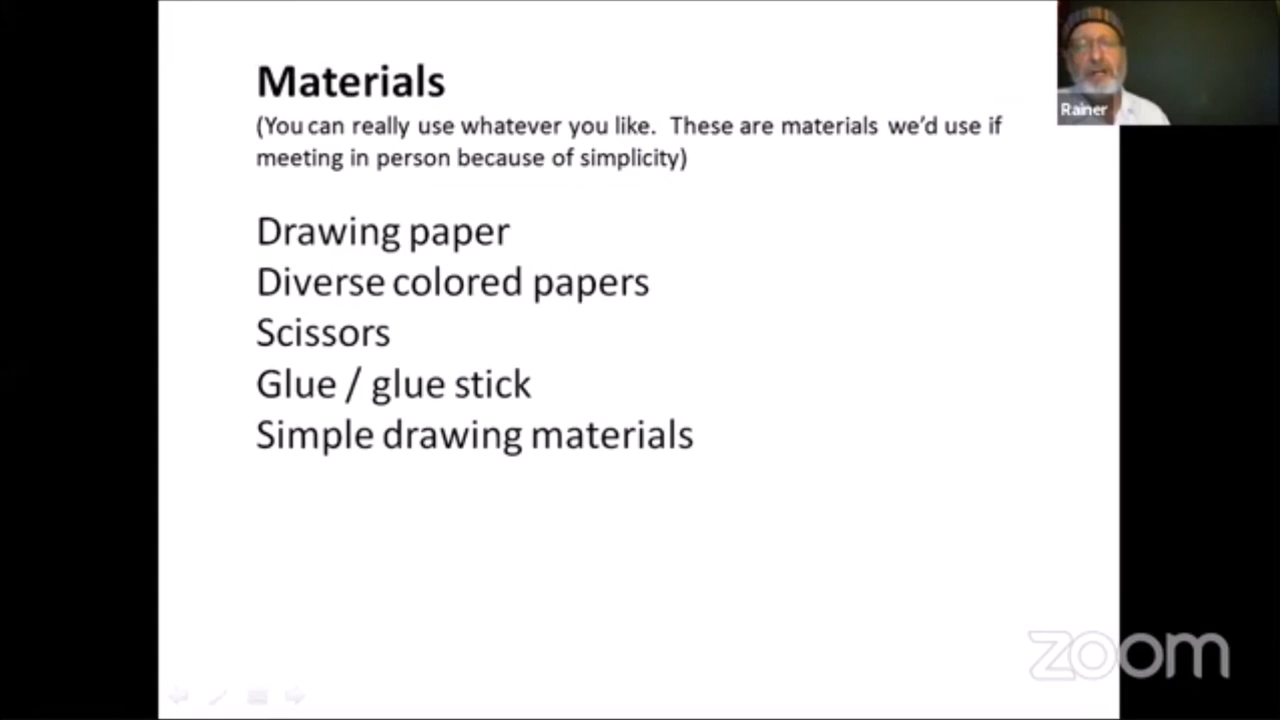 Materials
Rainer
(You can really use whatever you like. These are materials we'd use if
meeting in person because of simplicity)
Drawing paper
Diverse colored papers
Scissors
Glue / glue stick
Simple drawing materials
zoom